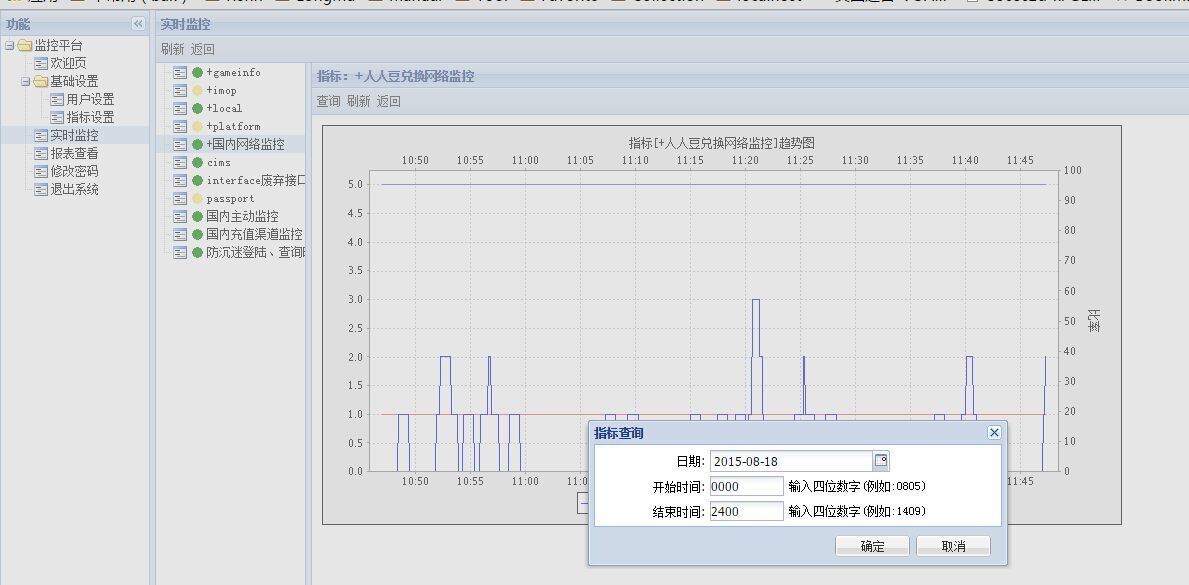 功能
监控平台
欢迎页
基础设置
用户设置
指标设置
实时监控
报表查看
修改密码
退出系统
实时监控
刷新 返回
+gameinfo
+imop
+local
+platform
+国内网络监控
cims
interface废弃接口
passport
国内主动监控
国内充值渠道监控
防沉迷登陆、查询
指标：+人人豆兑换网络监控
查询 刷新 返回
指标[+人人豆兑换网络监控]趋势图
10:50 10:55 11:00 11:05 11:10 11:15 11:20 11:25 11:30 11:35 11:40 11:45
5.0
4.5
4.0
3.5
3.0
2.5
2.0
1.5
1.0
0.5
0.0
100
90
80
70
60
50
40
30
20
10
0
比率
10:50 10:55 11:00 11:45
指标查询
日期: 2015-08-18
开始时间: 0000 输入四位数字(例如:0805)
结束时间: 2400 输入四位数字(例如:1409)
确定 取消